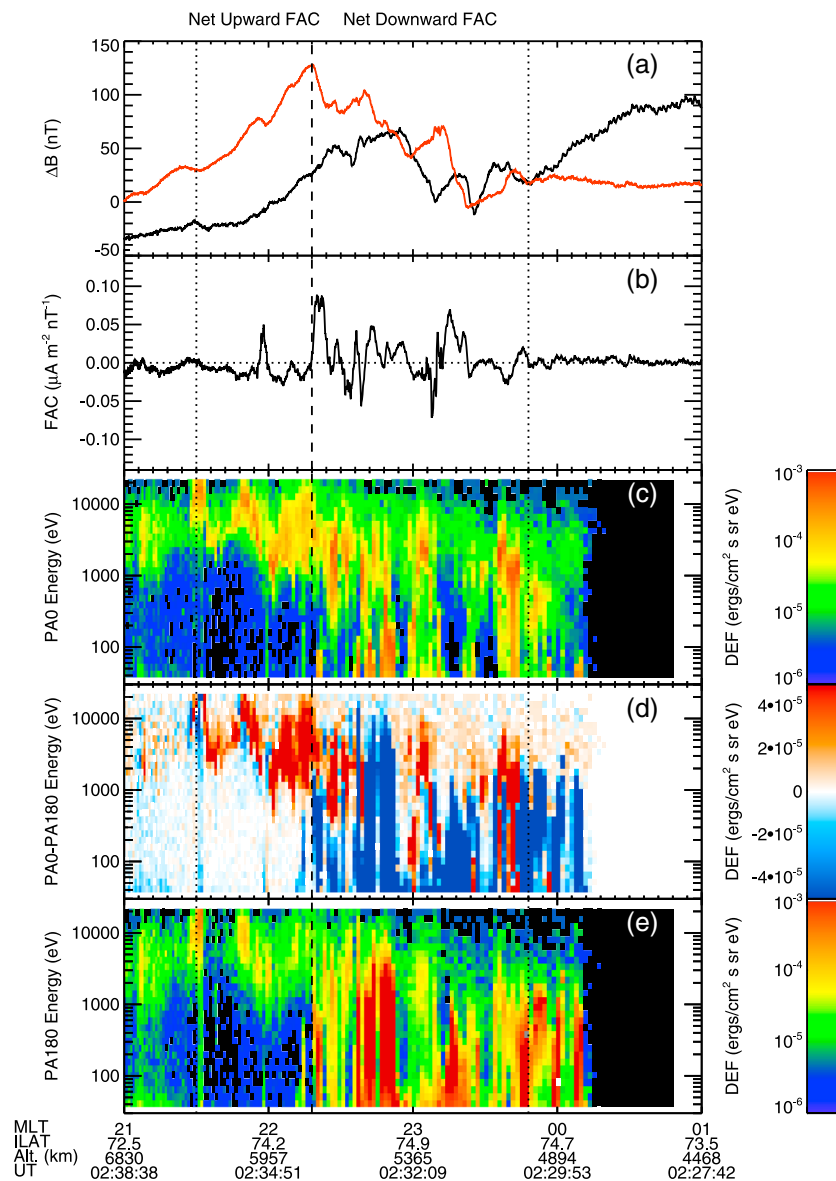 Net Upward FAC Net Downward FAC
(a)
150
100
50
0
50
-100
ΔB (nT)
(b)
0.10
0.05
0.00
-0.05
-0.10
FAC (μA m⁻² nT⁻¹)
(c)
10000
1000
100
PA0 Energy (eV)
10⁻³
10⁻⁴
10⁻⁵
10⁻⁶
DEF (ergs/cm² s sr eV)
(d)
10000
1000
100
PA0-PA180 Energy (eV)
4•10⁻⁵
2•10⁻⁵
0
-2•10⁻⁵
-4•10⁻⁵
DEF (ergs/cm² s sr eV)
(e)
10000
1000
100
PA180 Energy (eV)
10⁻³
10⁻⁴
10⁻⁵
10⁻⁶
DEF (ergs/cm² s sr eV)
MLT 21 22 23 00 01
ILAT 72.5 74.2 74.9 74.7 73.5
Alt. (km) 6830 5957 5365 4894 4468
UT 02:38:38 02:34:51 02:32:09 02:29:53 02:27:42